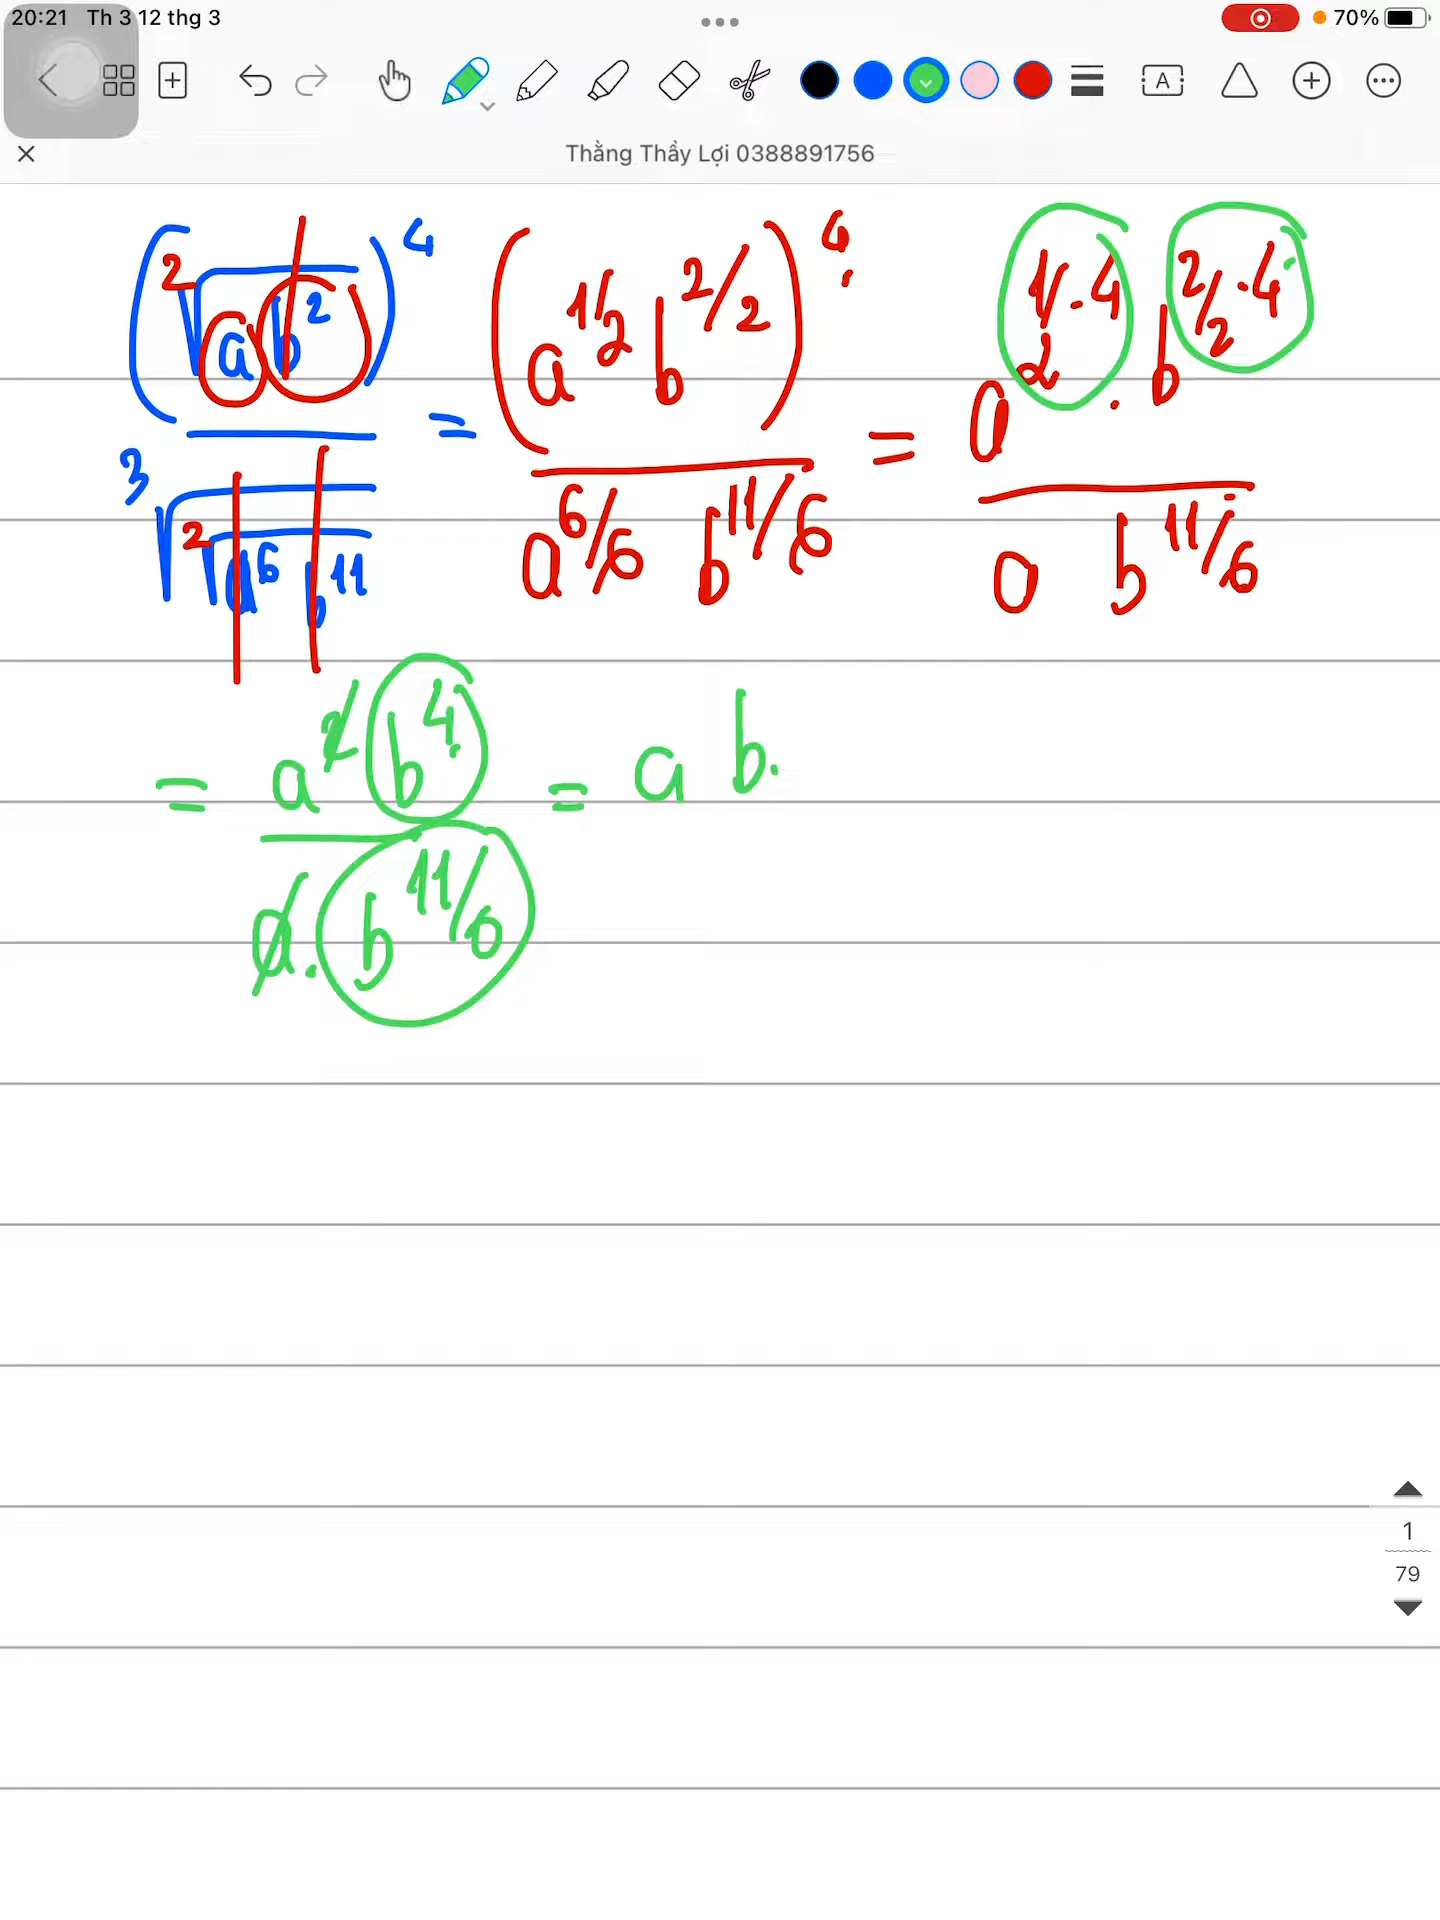 20:21 Th 3 12 thg 3
70%
A
Thằng Thầy Lợi 0388891756
(²√(ab²))⁴ / ³√(²√(a⁶b¹¹)) = (a^{1/2} b^{2/2})⁴ / (a^{6/6} b^{11/6}) = a^{1/2·4} · b^{2/2·4} / (a b^{11/6})
= a² b⁴ / (a · b^{11/6}) = a b.
1
79